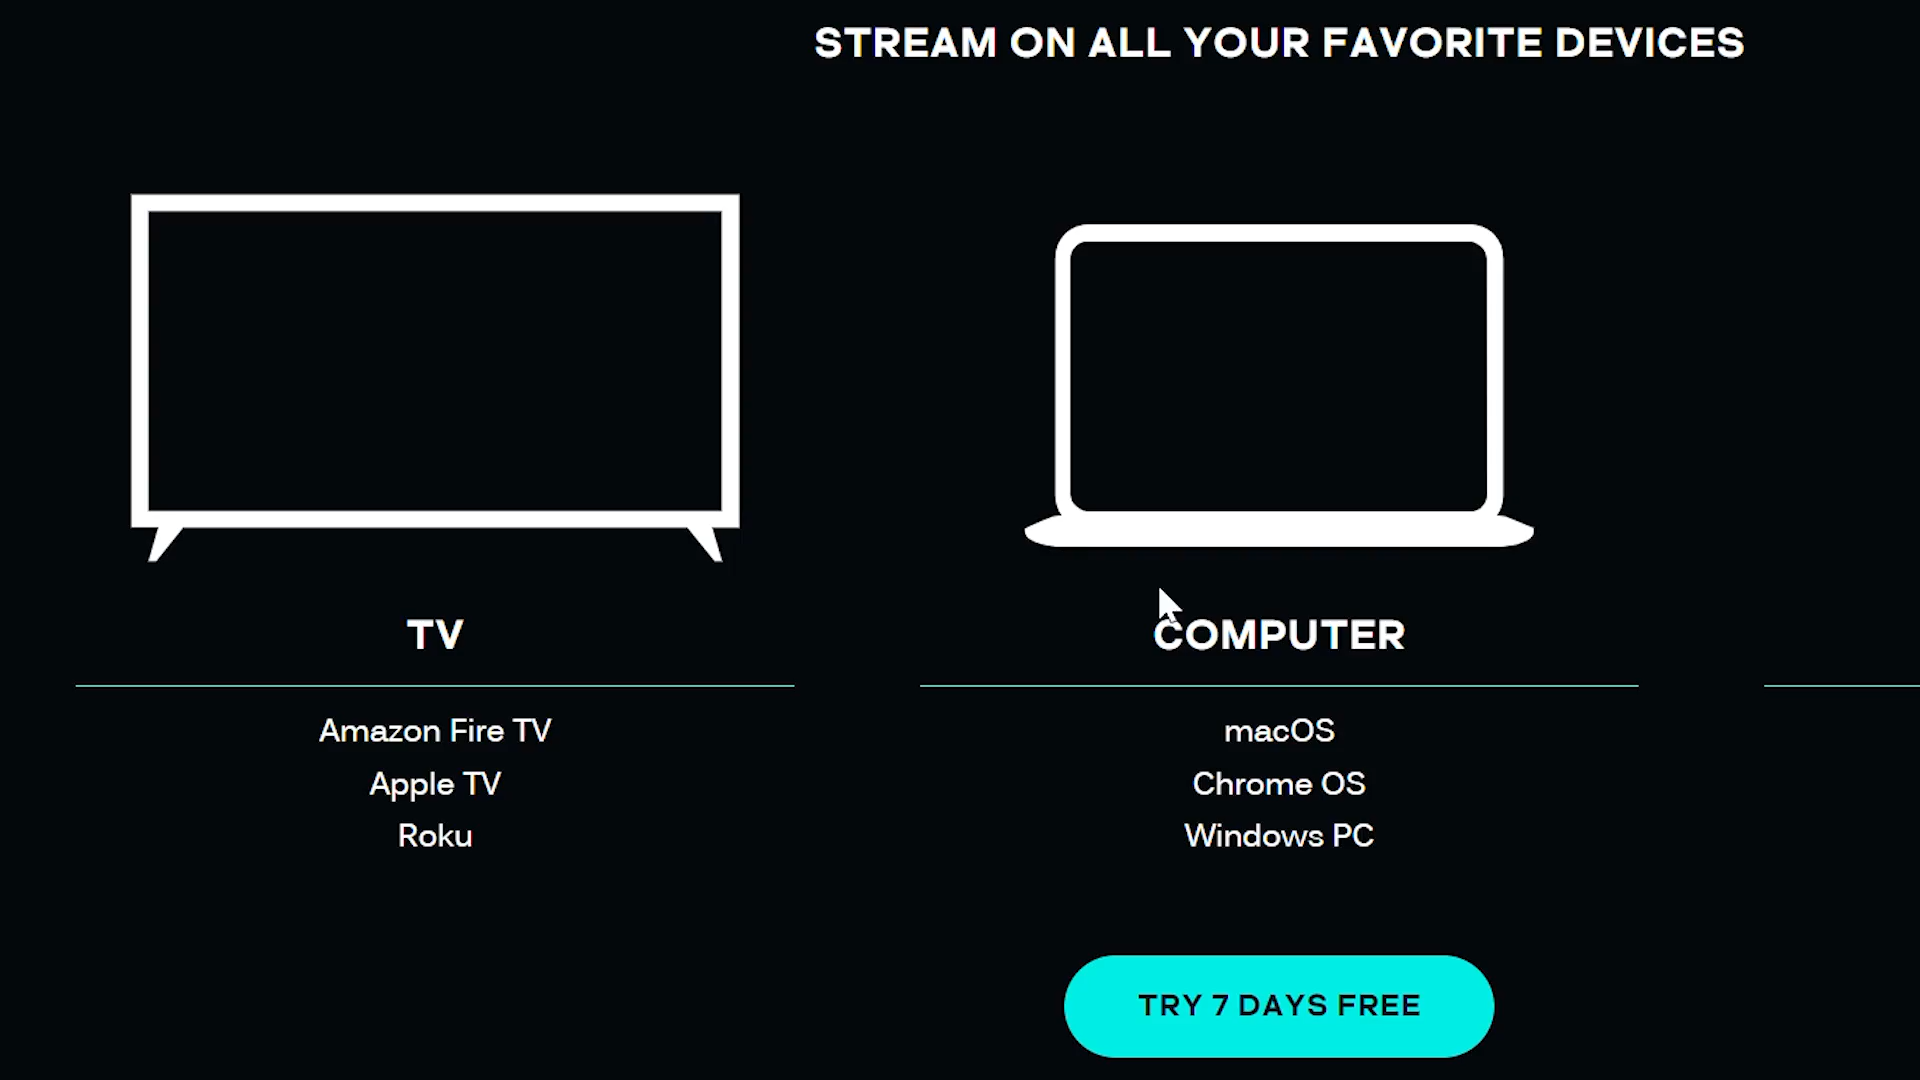 STREAM ON ALL YOUR FAVORITE DEVICES
TV
Amazon Fire TV
Apple TV
Roku
COMPUTER
macOS
Chrome OS
Windows PC
TRY 7 DAYS FREE